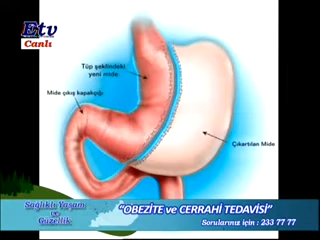 Etv
Canlı
Tüp şeklindeki
yeni mide
Mide çıkış kapakçığı
Çıkartılan Mide
Sağlıklı Yaşam
ve
Güzellik
“OBEZİTE ve CERRAHİ TEDAVİSİ”
Sorularınız için : 233 77 77